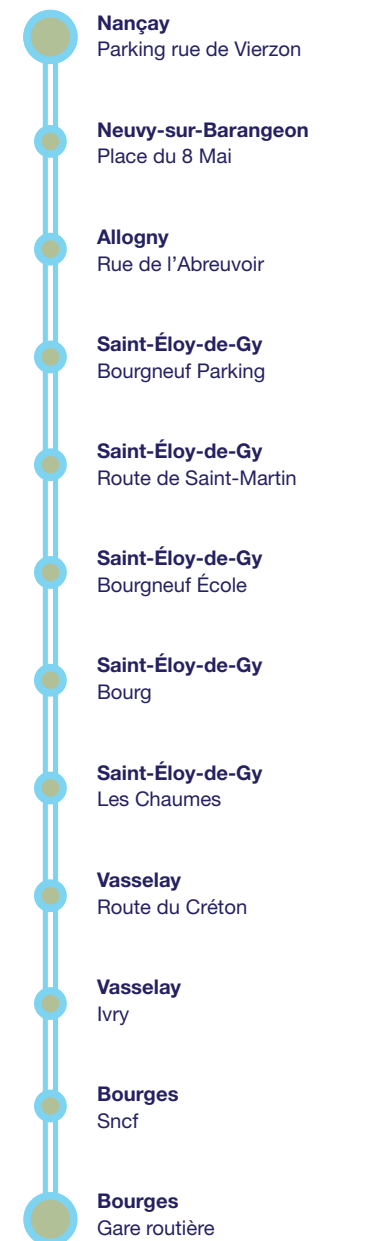 Nançay
Parking rue de Vierzon
Neuvy-sur-Barangeon
Place du 8 Mai
Allogny
Rue de l'Abreuvoir
Saint-Éloy-de-Gy
Bourgneuf Parking
Saint-Éloy-de-Gy
Route de Saint-Martin
Saint-Éloy-de-Gy
Bourgneuf École
Saint-Éloy-de-Gy
Bourg
Saint-Éloy-de-Gy
Les Chaumes
Vasselay
Route du Créton
Vasselay
Ivry
Bourges
Sncf
Bourges
Gare routière